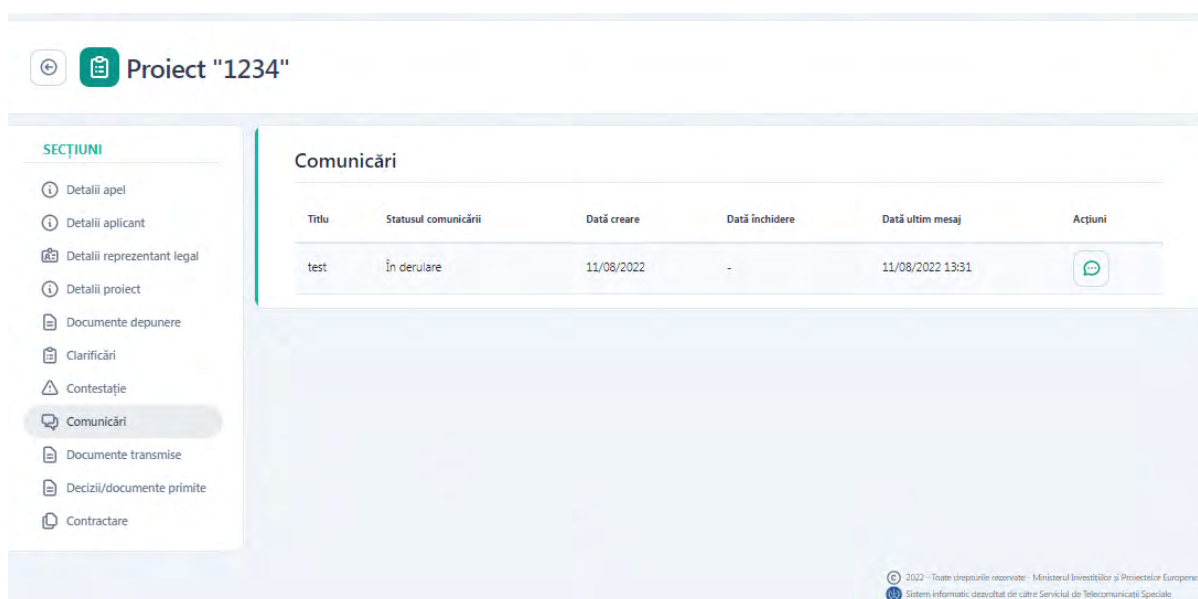 Proiect "1234"
SECȚIUNI
Detalii apel
Detalii aplicant
Detalii reprezentant legal
Detalii proiect
Documente depunere
Clarificări
Contestație
Comunicări
Documente transmise
Decizii/documente primite
Contractare
Comunicări
Titlu Statusul comunicării Dată creare Dată închidere Dată ultim mesaj Acțiuni
test În derulare 11/08/2022 - 11/08/2022 13:31
© 2022 - Toate drepturile rezervate - Ministerul Investițiilor și Proiectelor Europene
Sistem informatic dezvoltat de către Serviciul de Telecomunicații Speciale